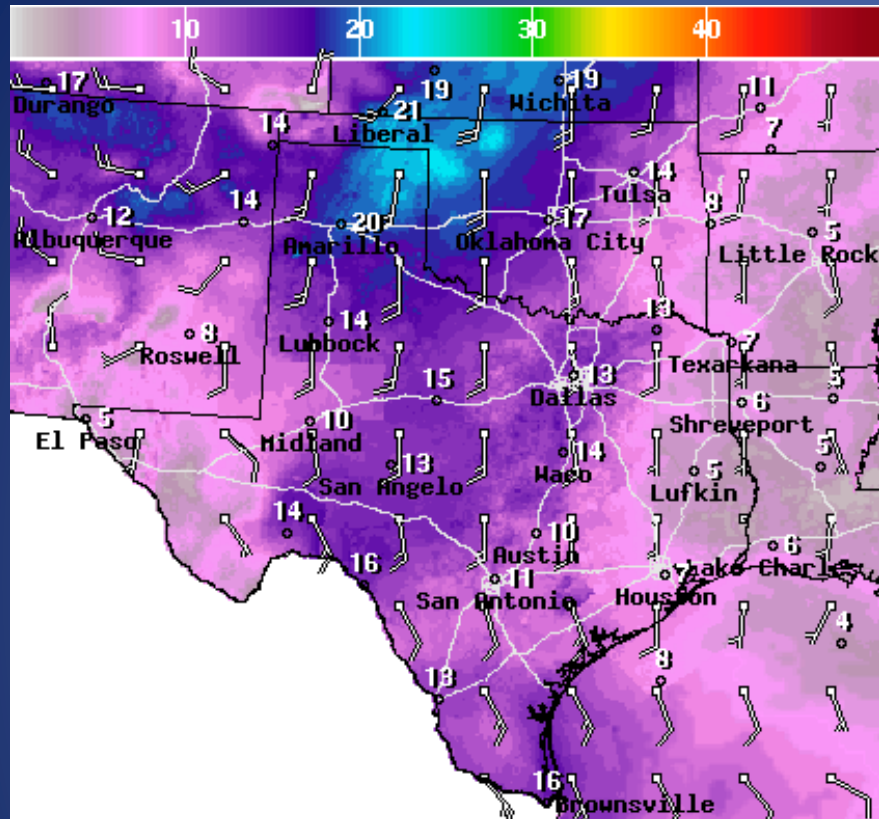 10 20 30 40
17 19 19 11
Durango Wichita
21
Liberal
14 7
14
Tulsa
12 14 20 17 8 5
Albuquerque Amarillo Oklahoma City Little Rock
8 14 13 7
Roswell Lubbock Texarkana
15 13 5
Dallas
5 10 6
El Paso Midland Shreveport
13 14 5 5
San Angelo Waco Lufkin
14 10 6
Austin Lake Charles
16 11 7
San Antonio Houston
4
13 8
16
Brownsville